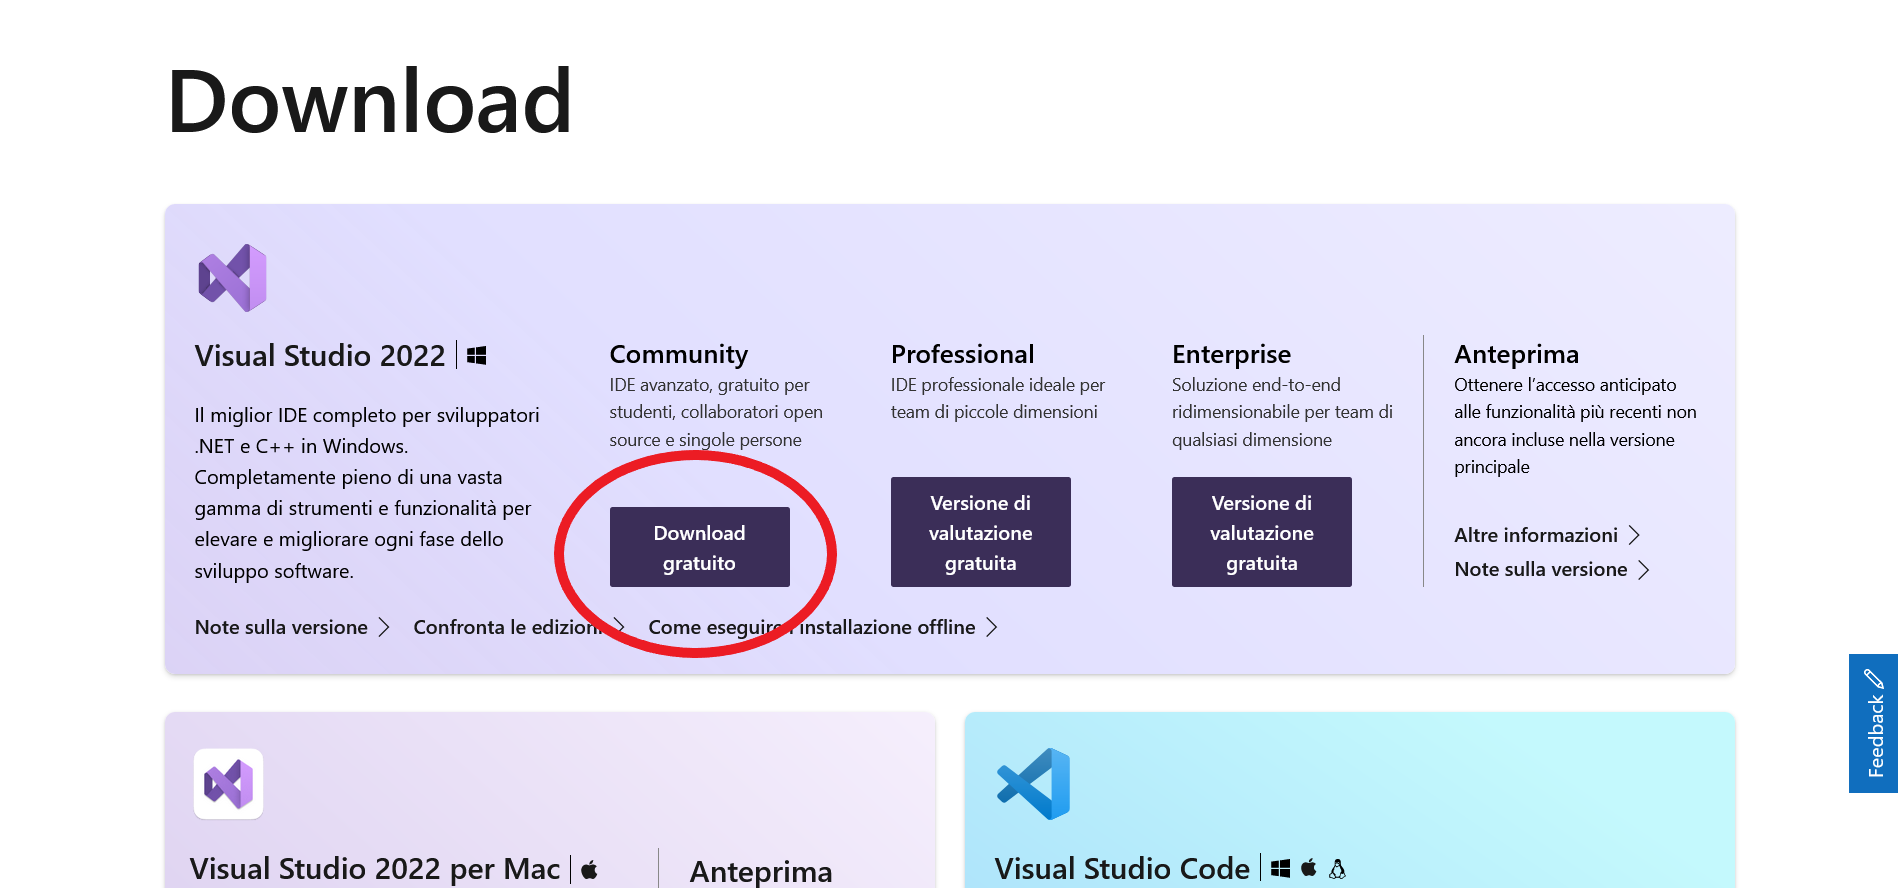 Download
Visual Studio 2022
Il miglior IDE completo per sviluppatori
.NET e C++ in Windows.
Completamente pieno di una vasta
gamma di strumenti e funzionalità per
elevare e migliorare ogni fase dello
sviluppo software.
Community
IDE avanzato, gratuito per
studenti, collaboratori open
source e singole persone
Download
gratuito
Professional
IDE professionale ideale per
team di piccole dimensioni
Versione di
valutazione
gratuita
Enterprise
Soluzione end-to-end
ridimensionabile per team di
qualsiasi dimensione
Versione di
valutazione
gratuita
Anteprima
Ottenere l’accesso anticipato
alle funzionalità più recenti non
ancora incluse nella versione
principale
Altre informazioni
Note sulla versione
Note sulla versione
Confronta le edizioni
Come eseguire l'installazione offline
Feedback
Visual Studio 2022 per Mac
Anteprima
Visual Studio Code